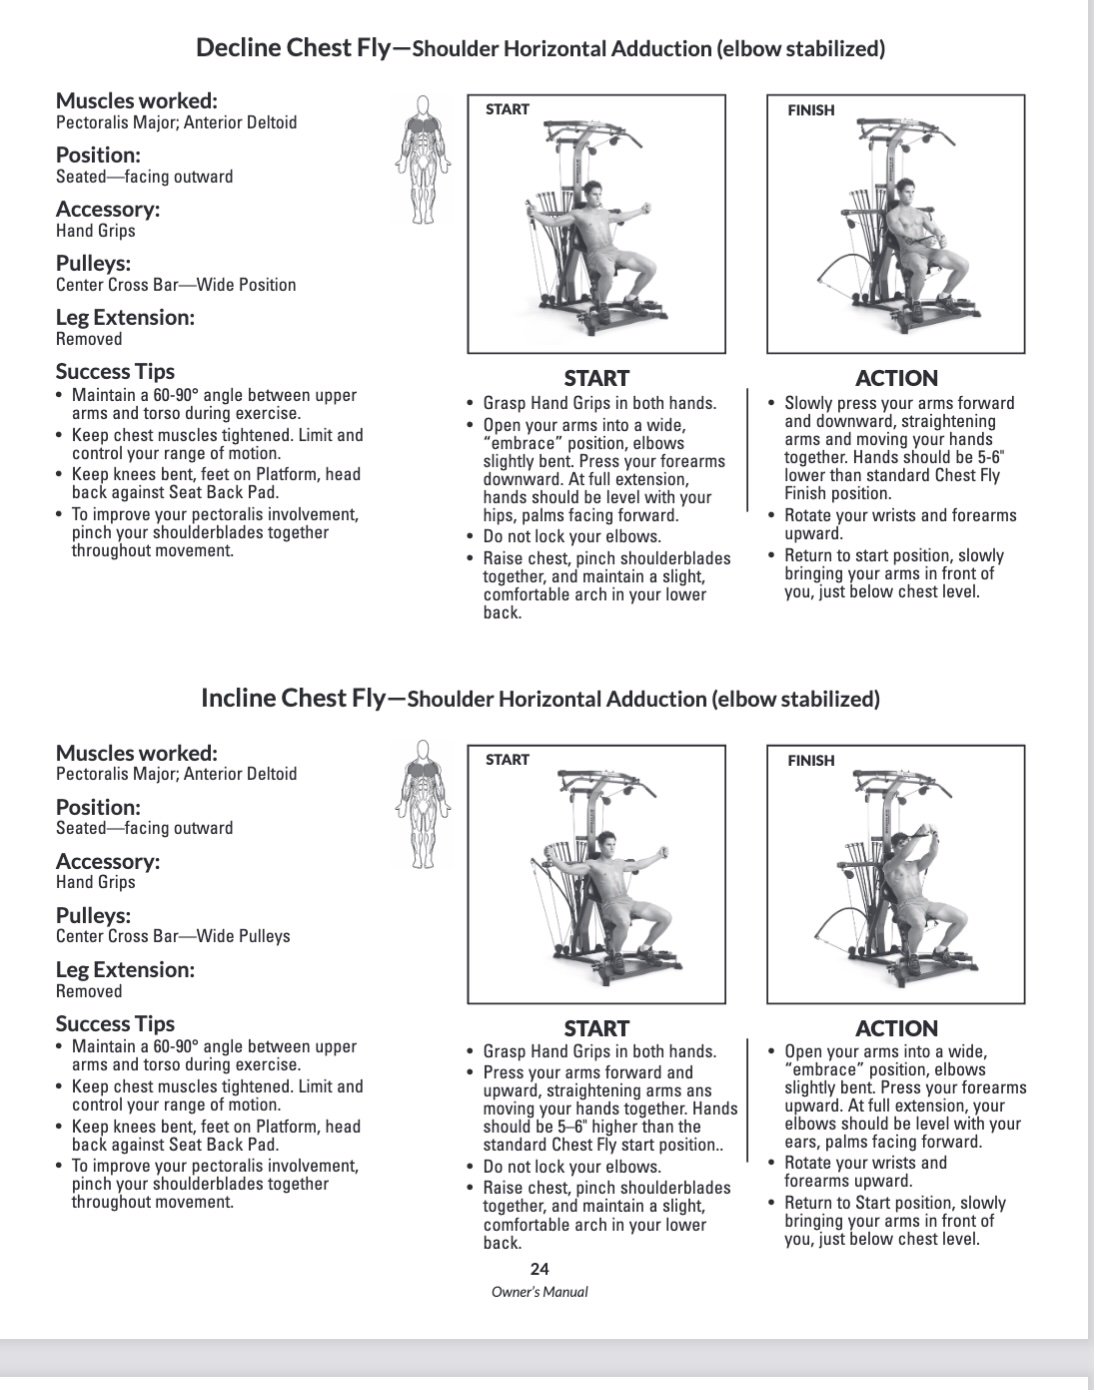 Decline Chest Fly—Shoulder Horizontal Adduction (elbow stabilized)
Muscles worked:
Pectoralis Major; Anterior Deltoid
Position:
Seated—facing outward
Accessory:
Hand Grips
Pulleys:
Center Cross Bar—Wide Position
Leg Extension:
Removed
Success Tips
• Maintain a 60-90° angle between upper
arms and torso during exercise.
• Keep chest muscles tightened. Limit and
control your range of motion.
• Keep knees bent, feet on Platform, head
back against Seat Back Pad.
• To improve your pectoralis involvement,
pinch your shoulderblades together
throughout movement.
START
START
• Grasp Hand Grips in both hands.
• Open your arms into a wide,
“embrace” position, elbows
slightly bent. Press your forearms
downward. At full extension,
hands should be level with your
hips, palms facing forward.
• Do not lock your elbows.
• Raise chest, pinch shoulderblades
together, and maintain a slight,
comfortable arch in your lower
back.
FINISH
ACTION
• Slowly press your arms forward
and downward, straightening
arms and moving your hands
together. Hands should be 5-6"
lower than standard Chest Fly
Finish position.
• Rotate your wrists and forearms
upward.
• Return to start position, slowly
bringing your arms in front of
you, just below chest level.
Incline Chest Fly—Shoulder Horizontal Adduction (elbow stabilized)
Muscles worked:
Pectoralis Major; Anterior Deltoid
Position:
Seated—facing outward
Accessory:
Hand Grips
Pulleys:
Center Cross Bar—Wide Pulleys
Leg Extension:
Removed
Success Tips
• Maintain a 60-90° angle between upper
arms and torso during exercise.
• Keep chest muscles tightened. Limit and
control your range of motion.
• Keep knees bent, feet on Platform, head
back against Seat Back Pad.
• To improve your pectoralis involvement,
pinch your shoulderblades together
throughout movement.
START
START
• Grasp Hand Grips in both hands.
• Press your arms forward and
upward, straightening arms ans
moving your hands together. Hands
should be 5–6" higher than the
standard Chest Fly start position..
• Do not lock your elbows.
• Raise chest, pinch shoulderblades
together, and maintain a slight,
comfortable arch in your lower
back.
FINISH
ACTION
• Open your arms into a wide,
“embrace” position, elbows
slightly bent. Press your forearms
upward. At full extension, your
elbows should be level with your
ears, palms facing forward.
• Rotate your wrists and
forearms upward.
• Return to Start position, slowly
bringing your arms in front of
you, just below chest level.
24
Owner's Manual